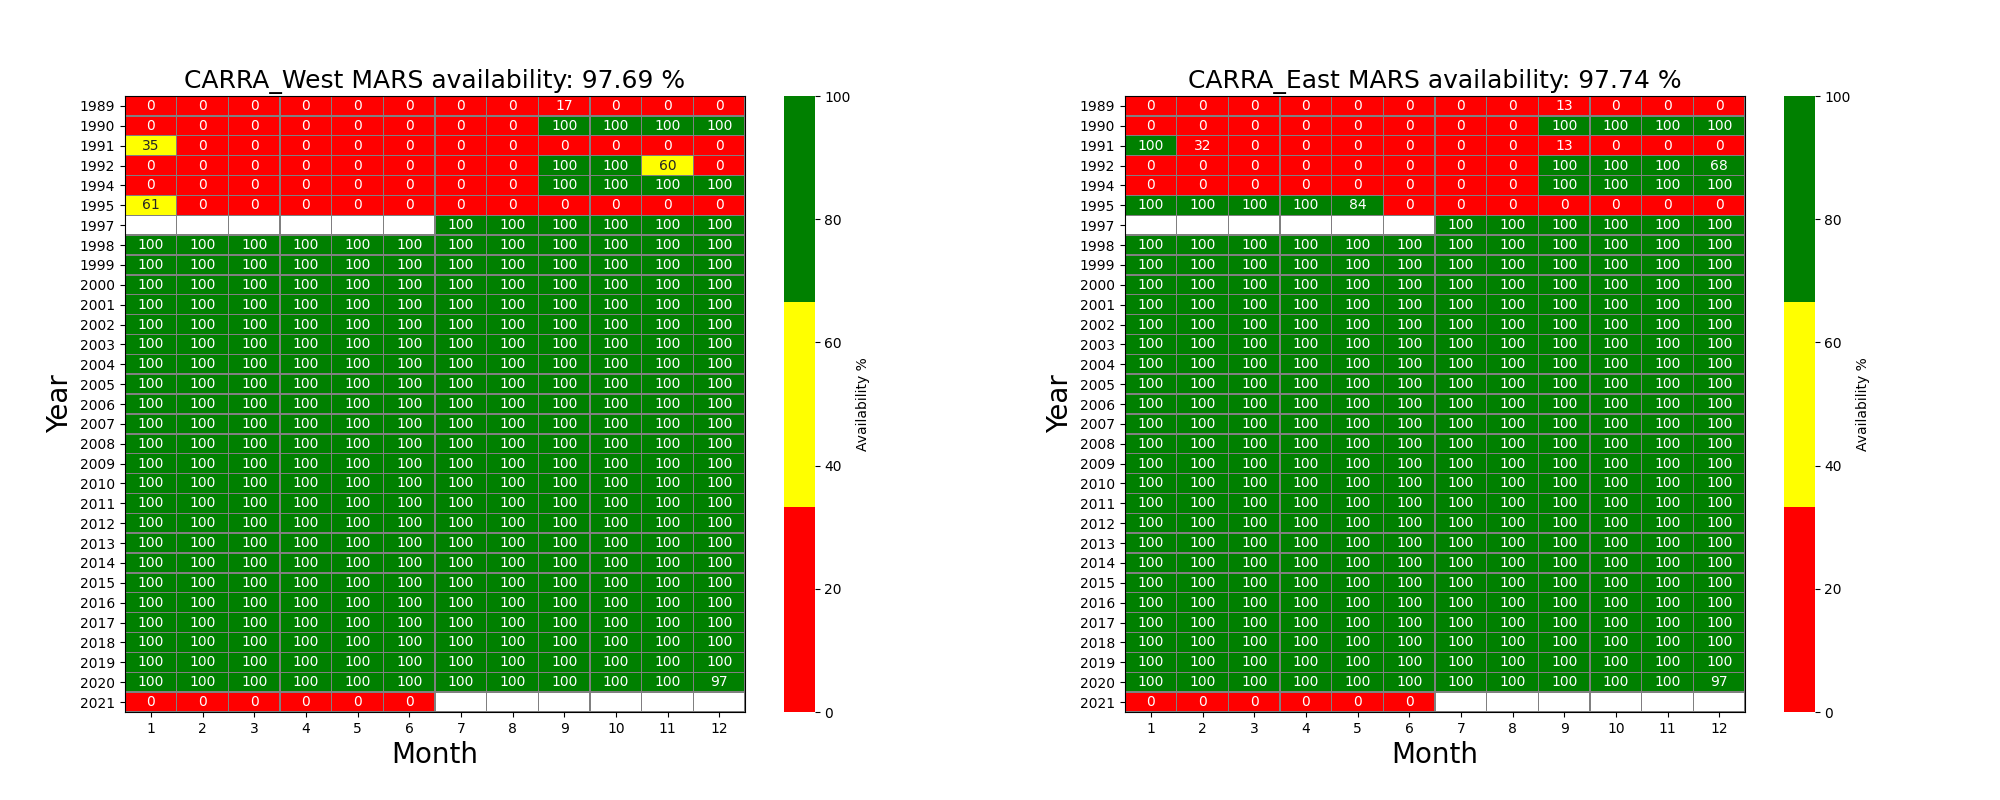 CARRA_West MARS availability: 97.69 %
Year
1989 0 0 0 0 0 0 0 0 17 0 0 0
1990 0 0 0 0 0 0 0 0 100 100 100 100
1991 35 0 0 0 0 0 0 0 0 0 0 0
1992 0 0 0 0 0 0 0 0 100 100 60 0
1994 0 0 0 0 0 0 0 0 100 100 100 100
1995 61 0 0 0 0 0 0 0 0 0 0 0
1997 100 100 100 100 100 100
1998 100 100 100 100 100 100 100 100 100 100 100 100
1999 100 100 100 100 100 100 100 100 100 100 100 100
2000 100 100 100 100 100 100 100 100 100 100 100 100
2001 100 100 100 100 100 100 100 100 100 100 100 100
2002 100 100 100 100 100 100 100 100 100 100 100 100
2003 100 100 100 100 100 100 100 100 100 100 100 100
2004 100 100 100 100 100 100 100 100 100 100 100 100
2005 100 100 100 100 100 100 100 100 100 100 100 100
2006 100 100 100 100 100 100 100 100 100 100 100 100
2007 100 100 100 100 100 100 100 100 100 100 100 100
2008 100 100 100 100 100 100 100 100 100 100 100 100
2009 100 100 100 100 100 100 100 100 100 100 100 100
2010 100 100 100 100 100 100 100 100 100 100 100 100
2011 100 100 100 100 100 100 100 100 100 100 100 100
2012 100 100 100 100 100 100 100 100 100 100 100 100
2013 100 100 100 100 100 100 100 100 100 100 100 100
2014 100 100 100 100 100 100 100 100 100 100 100 100
2015 100 100 100 100 100 100 100 100 100 100 100 100
2016 100 100 100 100 100 100 100 100 100 100 100 100
2017 100 100 100 100 100 100 100 100 100 100 100 100
2018 100 100 100 100 100 100 100 100 100 100 100 100
2019 100 100 100 100 100 100 100 100 100 100 100 100
2020 100 100 100 100 100 100 100 100 100 100 100 97
2021 0 0 0 0 0 0
1 2 3 4 5 6 7 8 9 10 11 12
Month
100
80
60
40
20
0
Availability %
CARRA_East MARS availability: 97.74 %
Year
1989 0 0 0 0 0 0 0 0 13 0 0 0
1990 0 0 0 0 0 0 0 0 100 100 100 100
1991 100 32 0 0 0 0 0 0 13 0 0 0
1992 0 0 0 0 0 0 0 0 100 100 100 68
1994 0 0 0 0 0 0 0 0 100 100 100 100
1995 100 100 100 100 84 0 0 0 0 0 0 0
1997 100 100 100 100 100 100
1998 100 100 100 100 100 100 100 100 100 100 100 100
1999 100 100 100 100 100 100 100 100 100 100 100 100
2000 100 100 100 100 100 100 100 100 100 100 100 100
2001 100 100 100 100 100 100 100 100 100 100 100 100
2002 100 100 100 100 100 100 100 100 100 100 100 100
2003 100 100 100 100 100 100 100 100 100 100 100 100
2004 100 100 100 100 100 100 100 100 100 100 100 100
2005 100 100 100 100 100 100 100 100 100 100 100 100
2006 100 100 100 100 100 100 100 100 100 100 100 100
2007 100 100 100 100 100 100 100 100 100 100 100 100
2008 100 100 100 100 100 100 100 100 100 100 100 100
2009 100 100 100 100 100 100 100 100 100 100 100 100
2010 100 100 100 100 100 100 100 100 100 100 100 100
2011 100 100 100 100 100 100 100 100 100 100 100 100
2012 100 100 100 100 100 100 100 100 100 100 100 100
2013 100 100 100 100 100 100 100 100 100 100 100 100
2014 100 100 100 100 100 100 100 100 100 100 100 100
2015 100 100 100 100 100 100 100 100 100 100 100 100
2016 100 100 100 100 100 100 100 100 100 100 100 100
2017 100 100 100 100 100 100 100 100 100 100 100 100
2018 100 100 100 100 100 100 100 100 100 100 100 100
2019 100 100 100 100 100 100 100 100 100 100 100 100
2020 100 100 100 100 100 100 100 100 100 100 100 97
2021 0 0 0 0 0 0
1 2 3 4 5 6 7 8 9 10 11 12
Month
100
80
60
40
20
0
Availability %